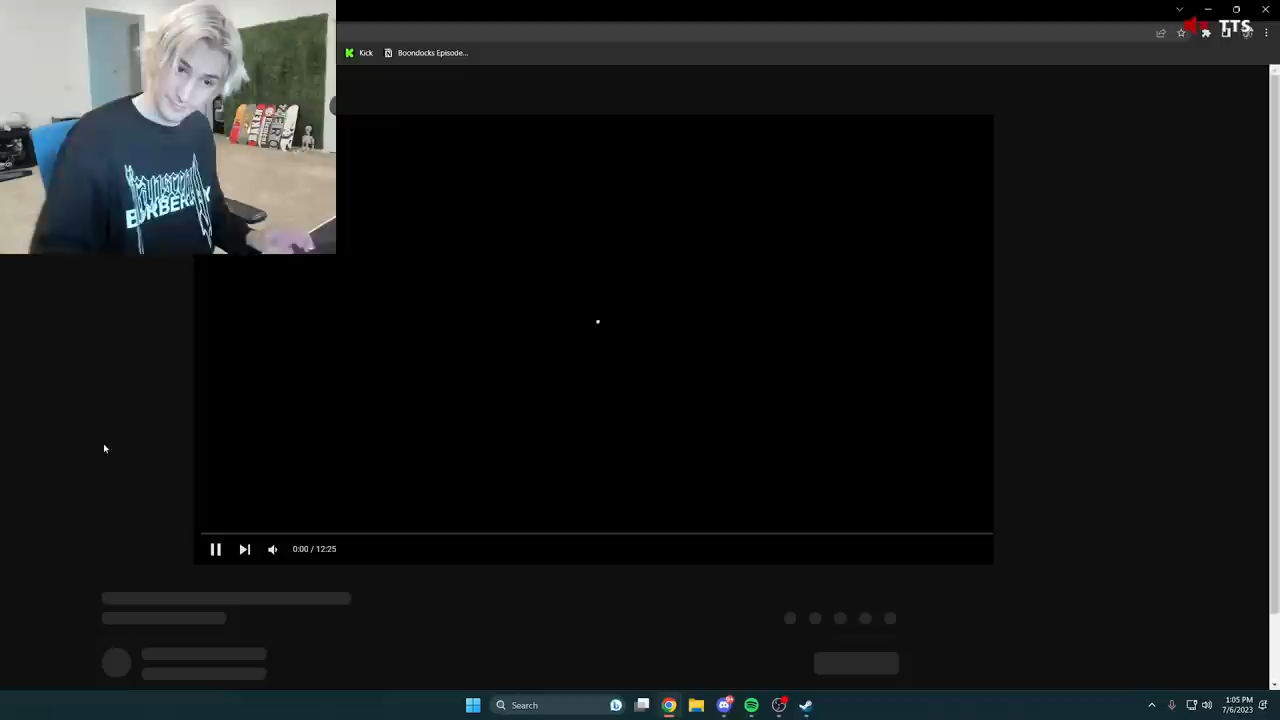 TTS
Kick
Boondocks Episode...
BURBERRY
0:00 / 12:25
Search
1:05 PM
7/6/2023